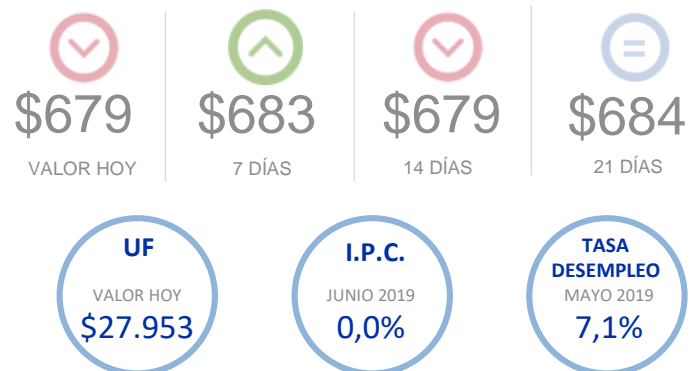 $679
$683
$679
$684
VALOR HOY
7 DÍAS
14 DÍAS
21 DÍAS
UF
VALOR HOY
$27.953
I.P.C.
JUNIO 2019
0,0%
TASA
DESEMPLEO
MAYO 2019
7,1%